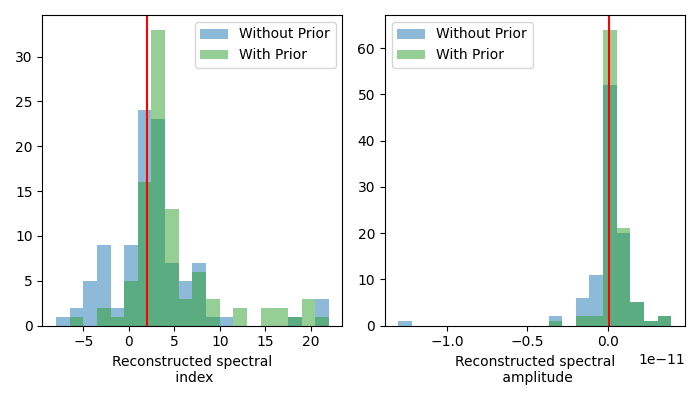 Without Prior
With Prior
30
25
20
15
10
5
0
−5
0
5
10
15
20
Reconstructed spectral
index
Without Prior
With Prior
60
50
40
30
20
10
0
−1.0
−0.5
0.0
1e−11
Reconstructed spectral
amplitude